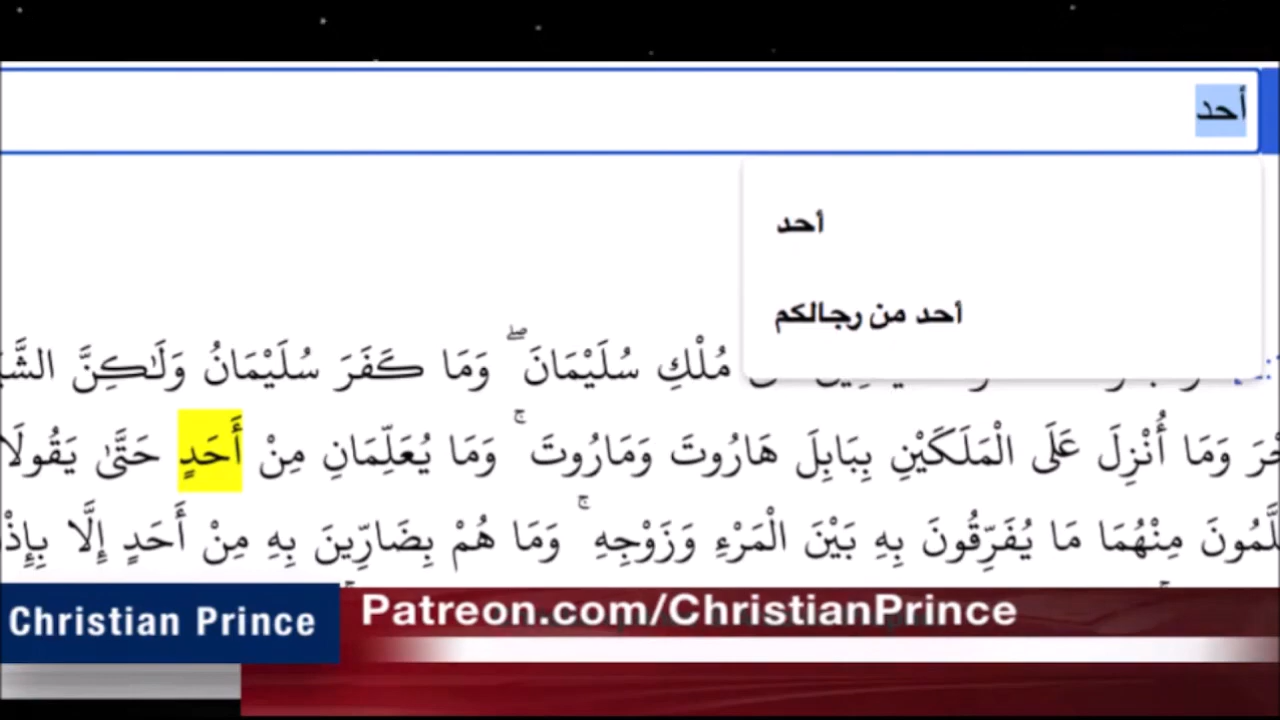 أحد
أحد
أحد من رجالكم
مُلْكِ سُلَيْمَانَ ۖ وَمَا كَفَرَ سُلَيْمَانُ وَلَٰكِنَّ
وَمَا أُنْزِلَ عَلَى الْمَلَكَيْنِ بِبَابِلَ هَارُوتَ وَمَارُوتَ ۚ وَمَا يُعَلِّمَانِ مِنْ أَحَدٍ حَتَّىٰ يَقُولَا
مِنْهُمَا مَا يُفَرِّقُونَ بِهِ بَيْنَ الْمَرْءِ وَزَوْجِهِ ۚ وَمَا هُمْ بِضَارِّينَ بِهِ مِنْ أَحَدٍ إِلَّا
Christian Prince
Patreon.com/ChristianPrince